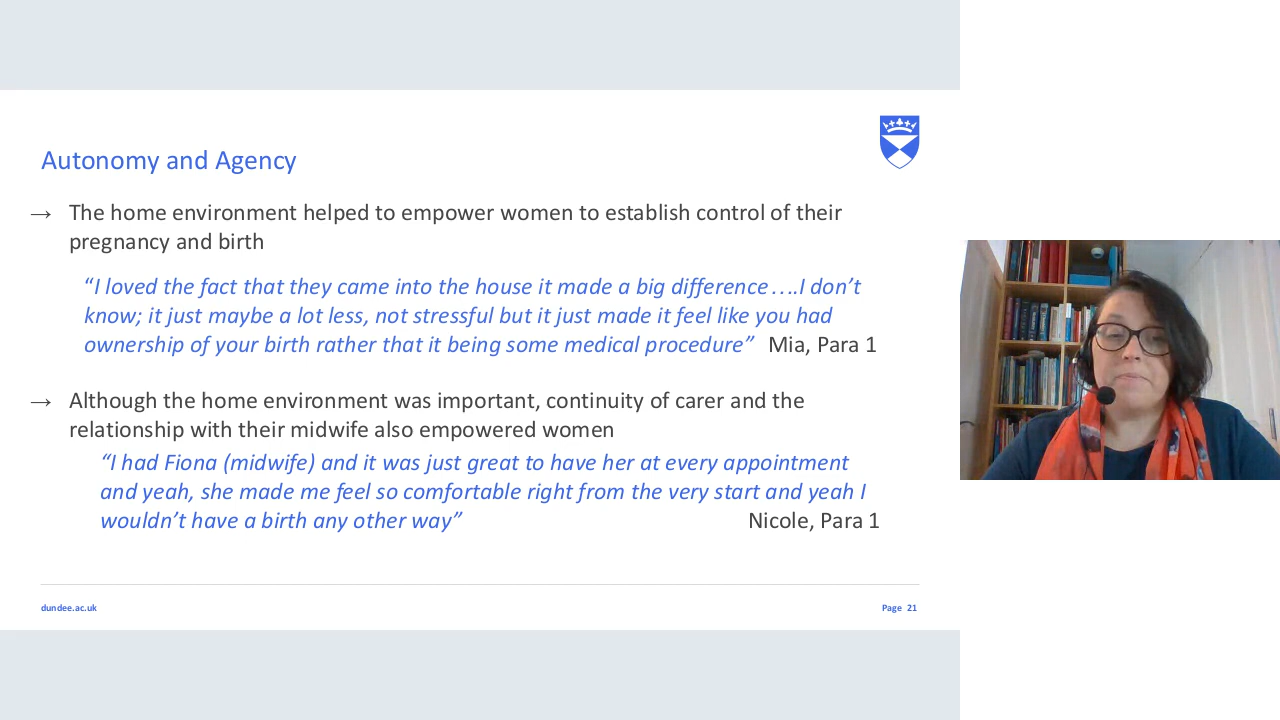 Autonomy and Agency
→ The home environment helped to empower women to establish control of their
pregnancy and birth
“I loved the fact that they came into the house it made a big difference….I don’t
know; it just maybe a lot less, not stressful but it just made it feel like you had
ownership of your birth rather that it being some medical procedure” Mia, Para 1
→ Although the home environment was important, continuity of carer and the
relationship with their midwife also empowered women
“I had Fiona (midwife) and it was just great to have her at every appointment
and yeah, she made me feel so comfortable right from the very start and yeah I
wouldn’t have a birth any other way” Nicole, Para 1
dundee.ac.uk Page 21